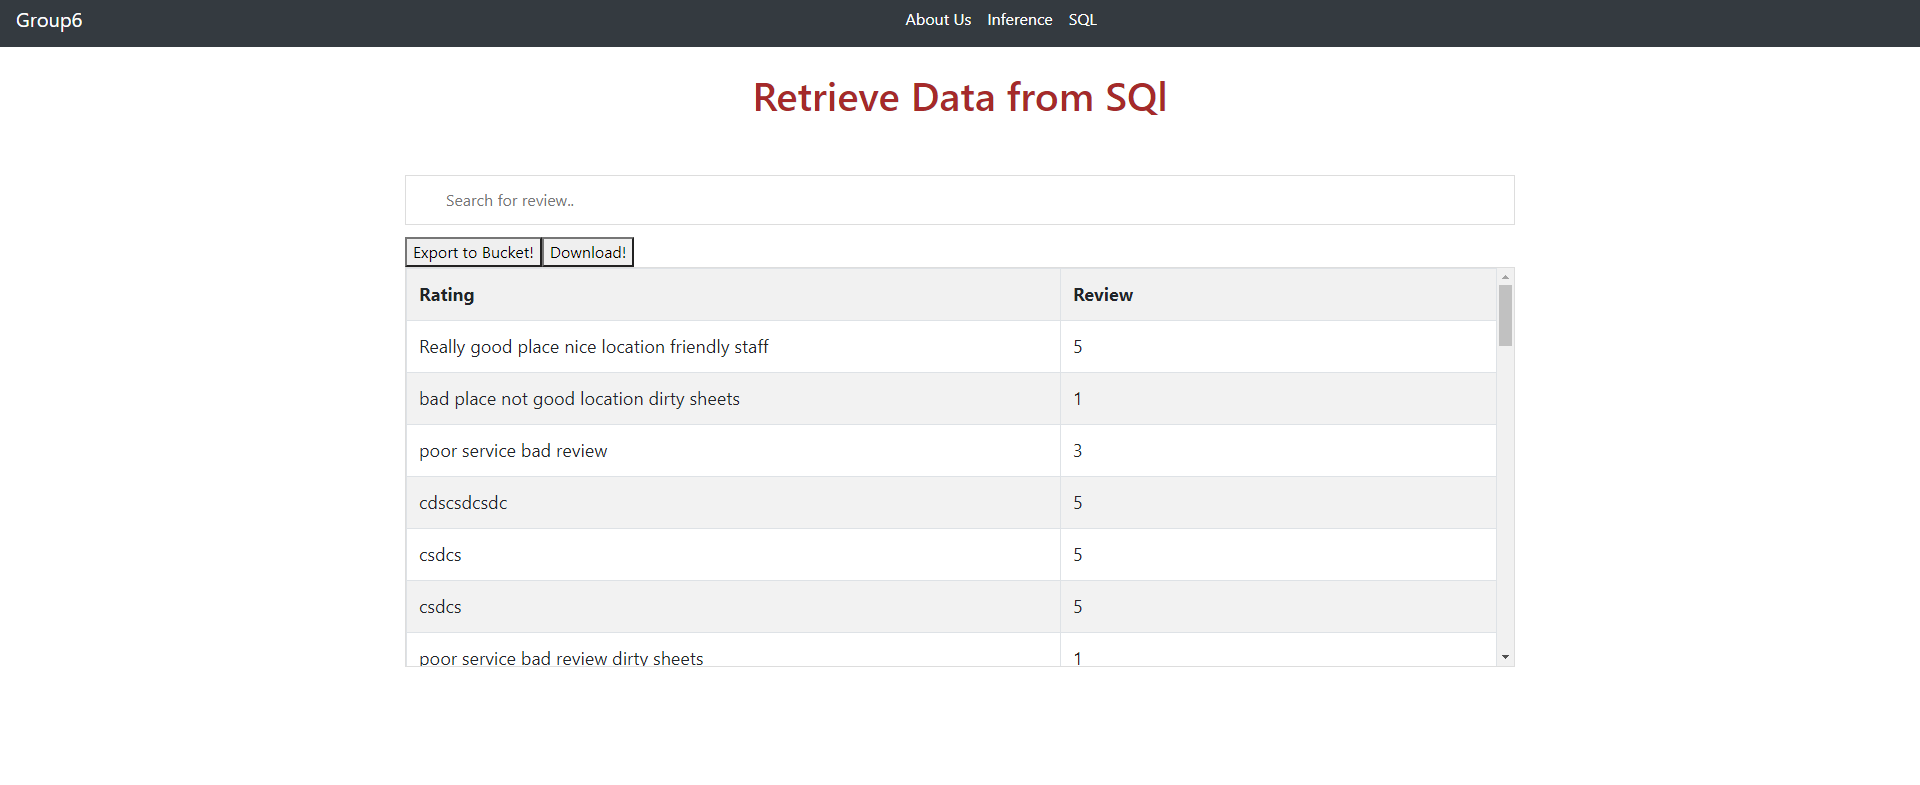 Group6 About Us Inference SQL
Retrieve Data from SQl
Search for review..
Export to Bucket! Download!
Rating Review
Really good place nice location friendly staff 5
bad place not good location dirty sheets 1
poor service bad review 3
cdscsdcsdc 5
csdcs 5
csdcs 5
poor service bad review dirty sheets 1